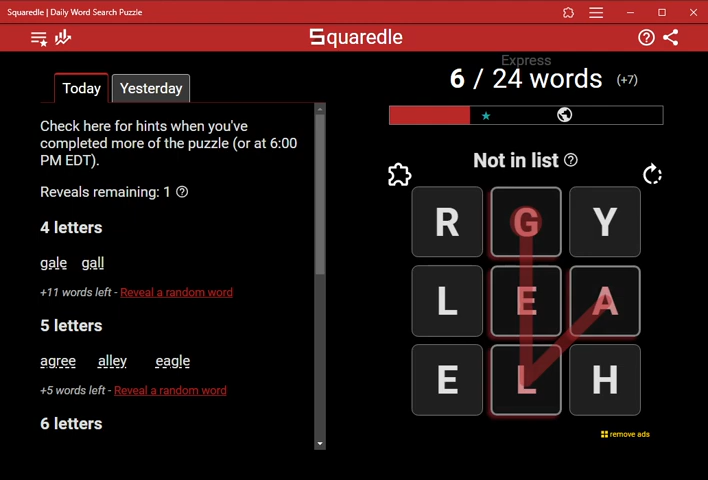 Squaredle | Daily Word Search Puzzle
Squaredle
Today Yesterday
Check here for hints when you've
completed more of the puzzle (or at 6:00
PM EDT).
Reveals remaining: 1
4 letters
gale gall
+11 words left - Reveal a random word
5 letters
agree alley eagle
+5 words left - Reveal a random word
6 letters
Express
6 / 24 words (+7)
Not in list
R G Y
L E A
E L H
remove ads